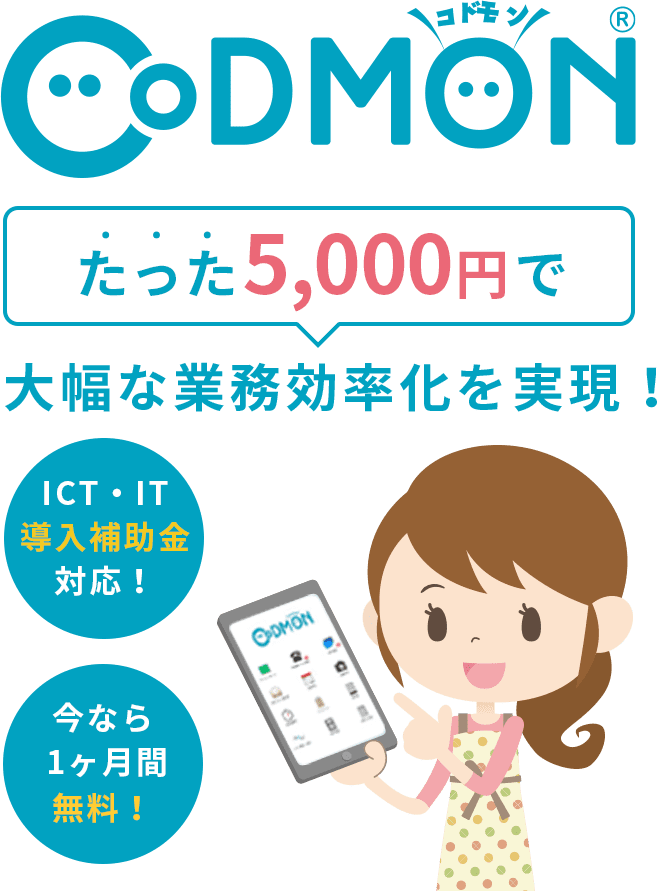 コドモン
CoDMON®
たった5,000円で
大幅な業務効率化を実現！
ICT・IT
導入補助金
対応！
今なら
1ヶ月間
無料！
CoDMON